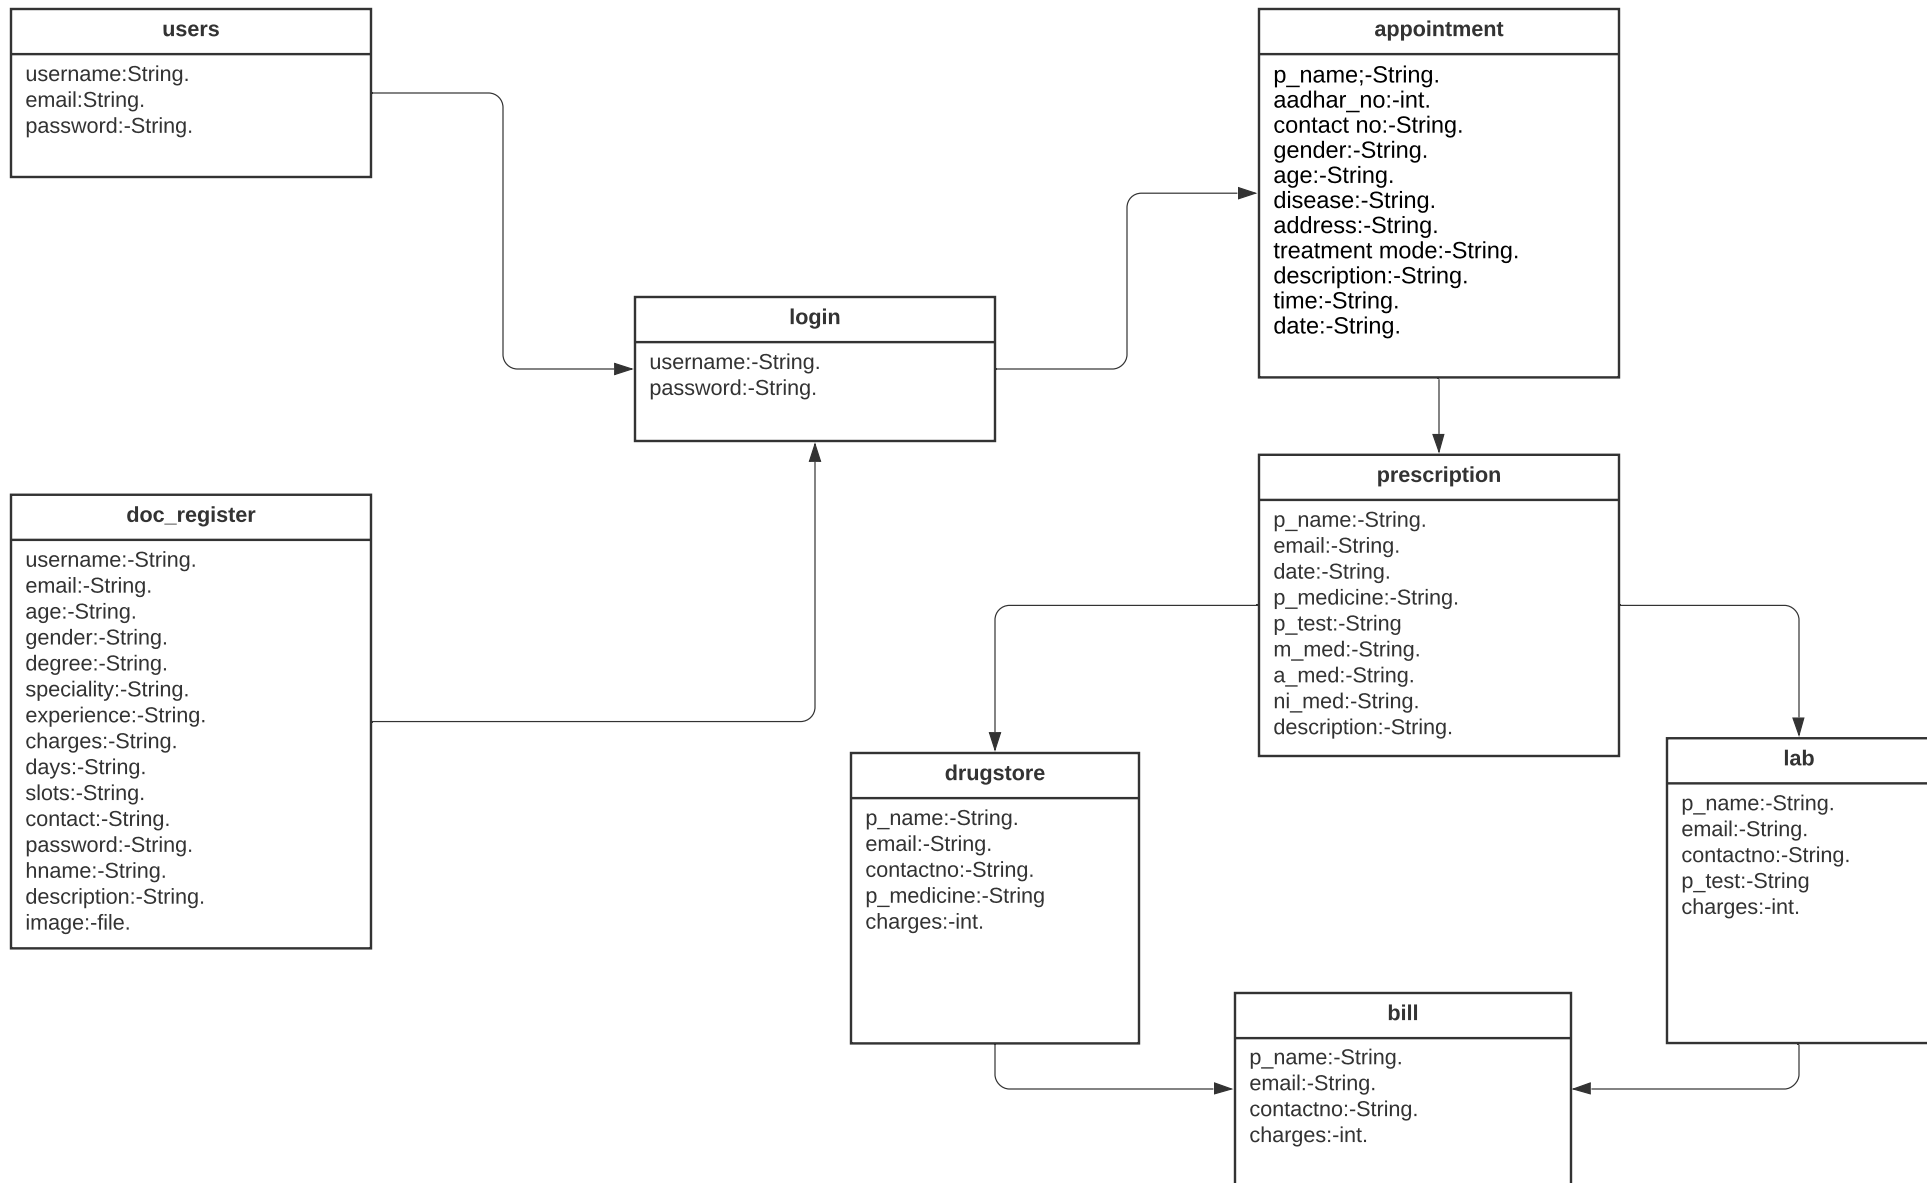 users
username:String.
email:String.
password:-String.
appointment
p_name;-String.
aadhar_no:-int.
contact no:-String.
gender:-String.
age:-String.
disease:-String.
address:-String.
treatment mode:-String.
description:-String.
time:-String.
date:-String.
login
username:-String.
password:-String.
doc_register
username:-String.
email:-String.
age:-String.
gender:-String.
degree:-String.
speciality:-String.
experience:-String.
charges:-String.
days:-String.
slots:-String.
contact:-String.
password:-String.
hname:-String.
description:-String.
image:-file.
prescription
p_name:-String.
email:-String.
date:-String.
p_medicine:-String.
p_test:-String
m_med:-String.
a_med:-String.
ni_med:-String.
description:-String.
drugstore
p_name:-String.
email:-String.
contactno:-String.
p_medicine:-String
charges:-int.
lab
p_name:-String.
email:-String.
contactno:-String.
p_test:-String
charges:-int.
bill
p_name:-String.
email:-String.
contactno:-String.
charges:-int.